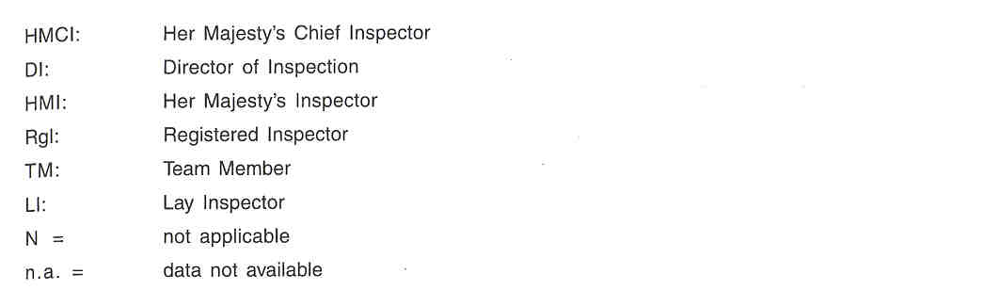 HMCI: Her Majesty's Chief Inspector
DI: Director of Inspection
HMI: Her Majesty's Inspector
RgI: Registered Inspector
TM: Team Member
LI: Lay Inspector
N = not applicable
n.a. = data not available